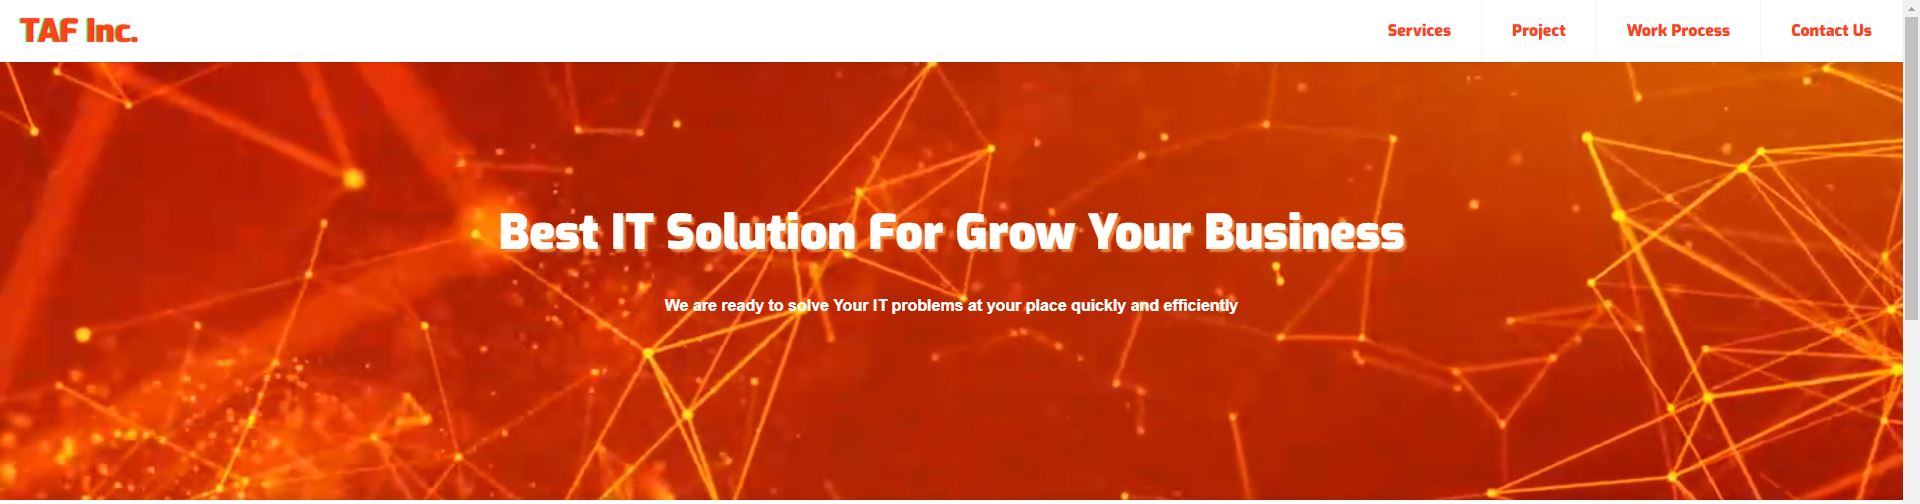 TAF Inc.
Services Project Work Process Contact Us
Best IT Solution For Grow Your Business
We are ready to solve Your IT problems at your place quickly and efficiently